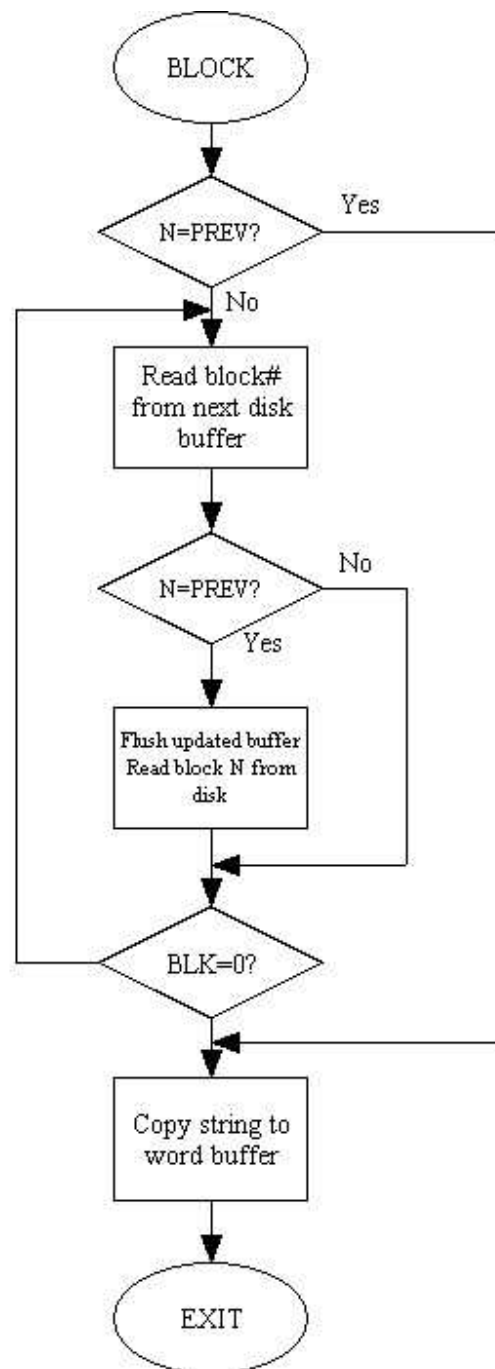 BLOCK
Yes
N=PREV?
No
Read block#
from next disk
buffer
No
N=PREV?
Yes
Flush updated buffer
Read block N from
disk
BLK=0?
Copy string to
word buffer
EXIT